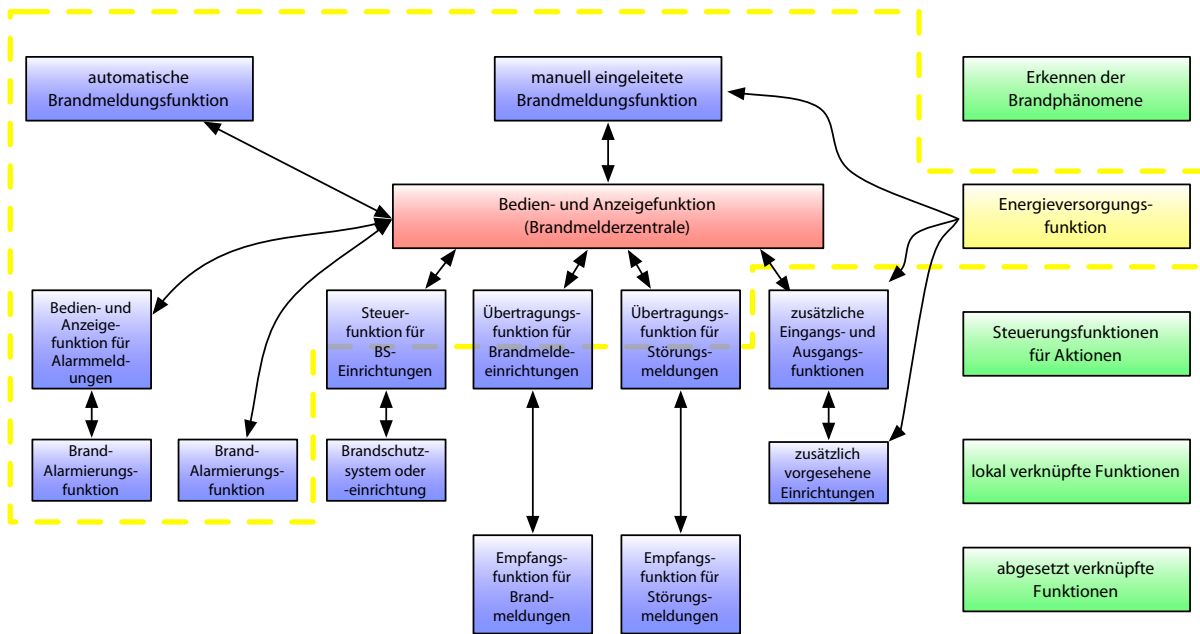 automatische
Brandmeldungsfunktion
manuell eingeleitete
Brandmeldungsfunktion
Erkennen der
Brandphänomene
Bedien- und Anzeigefunktion
(Brandmelderzentrale)
Energieversorgungs-
funktion
Bedien- und
Anzeige-
funktion für
Alarmmeld-
ungen
Steuer-
funktion für
BS-
Einrichtungen
Übertragungs-
funktion für
Brandmelde-
einrichtungen
Übertragungs-
funktion für
Störungs-
meldungen
zusätzliche
Eingangs- und
Ausgangs-
funktionen
Steuerungsfunktionen
für Aktionen
Brand-
Alarmierungs-
funktion
Brand-
Alarmierungs-
funktion
Brandschutz-
system oder
-einrichtung
zusätzlich
vorgesehene
Einrichtungen
lokal verknüpfte Funktionen
Empfangs-
funktion für
Brand-
meldungen
Empfangs-
funktion für
Störungs-
meldungen
abgesetzt verknüpfte
Funktionen